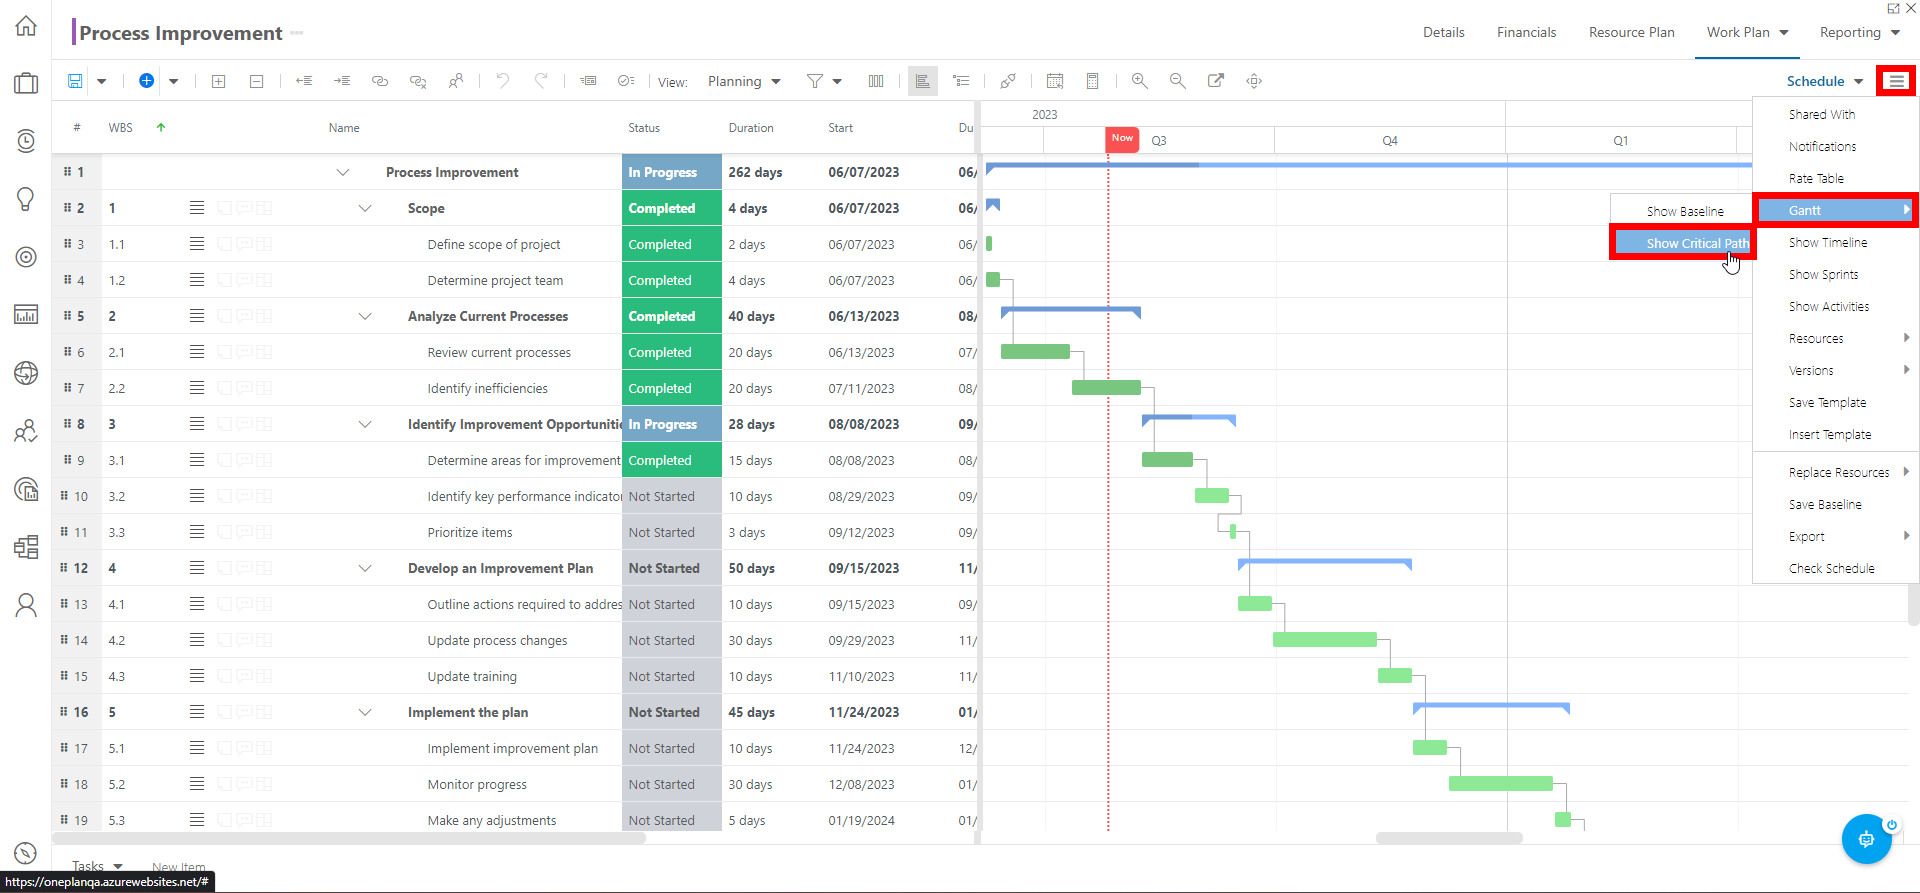 Process Improvement
Details Financials Resource Plan Work Plan Reporting
View: Planning Schedule
# WBS Name Status Duration Start Du
2023
Now Q3 Q4 Q1
1 Process Improvement In Progress 262 days 06/07/2023 06/
2 1 Scope Completed 4 days 06/07/2023 06/
3 1.1 Define scope of project Completed 2 days 06/07/2023 06/
4 1.2 Determine project team Completed 4 days 06/07/2023 06/
5 2 Analyze Current Processes Completed 40 days 06/13/2023 08/
6 2.1 Review current processes Completed 20 days 06/13/2023 07/
7 2.2 Identify inefficiencies Completed 20 days 07/11/2023 08/
8 3 Identify Improvement Opportunitie In Progress 28 days 08/08/2023 09/
9 3.1 Determine areas for improvement Completed 15 days 08/08/2023 08/
10 3.2 Identify key performance indicator Not Started 10 days 08/29/2023 09/
11 3.3 Prioritize items Not Started 3 days 09/12/2023 09/
12 4 Develop an Improvement Plan Not Started 50 days 09/15/2023 11/
13 4.1 Outline actions required to addres Not Started 10 days 09/15/2023 09/
14 4.2 Update process changes Not Started 30 days 09/29/2023 11/
15 4.3 Update training Not Started 10 days 11/10/2023 11/
16 5 Implement the plan Not Started 45 days 11/24/2023 01/
17 5.1 Implement improvement plan Not Started 10 days 11/24/2023 12/
18 5.2 Monitor progress Not Started 30 days 12/08/2023 01/
19 5.3 Make any adjustments Not Started 5 days 01/19/2024 01/
Shared With
Notifications
Rate Table
Gantt
Show Baseline
Show Critical Path
Show Timeline
Show Sprints
Show Activities
Resources
Versions
Save Template
Insert Template
Replace Resources
Save Baseline
Export
Check Schedule
Tasks New Item
https://oneplanqa.azurewebsites.net/#